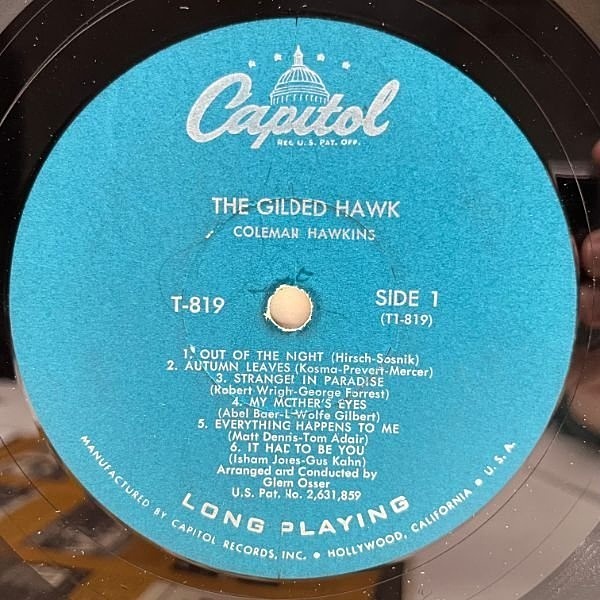 Capitol
REG. U.S. PAT. OFF.
THE GILDED HAWK
COLEMAN HAWKINS
T-819
SIDE 1
(T1-819)
1. OUT OF THE NIGHT (Hirsch-Sosnik)
2. AUTUMN LEAVES (Kosma-Prevert-Mercer)
3. STRANGER IN PARADISE
(Robert Wright-George Forrest)
4. MY MOTHER'S EYES
(Abel Baer-L-Wolfe Gilbert)
5. EVERYTHING HAPPENS TO ME
(Matt Dennis-Tom Adair)
6. IT HAD TO BE YOU
(Isham Jones-Gus Kahn)
Arranged and Conducted by
Glenn Osser
U.S. Pat. No. 2,631,859
LONG PLAYING
MANUFACTURED BY CAPITOL RECORDS, INC. • HOLLYWOOD, CALIFORNIA • U.S.A.